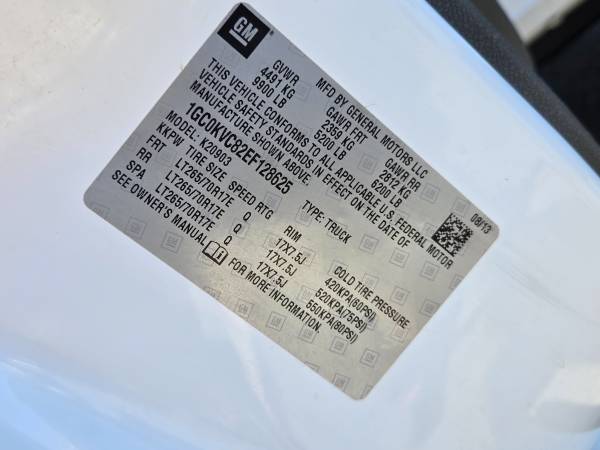 GM
MFD BY GENERAL MOTORS LLC 08/13
GVWR GAWR FRT GAWR RR
4491 KG 2359 KG 2812 KG
9900 LB 5200 LB 6200 LB
THIS VEHICLE CONFORMS TO ALL APPLICABLE U.S. FEDERAL MOTOR
VEHICLE SAFETY STANDARDS IN EFFECT ON THE DATE OF
MANUFACTURE SHOWN ABOVE.
1GC0KVC82EF128625 TYPE: TRUCK
MODEL: K20903
KKPW TIRE SIZE SPEED RTG RIM COLD TIRE PRESSURE
FRT LT265/70R17E Q 17X7.5J 420KPA(60PSI)
RR LT265/70R17E Q 17X7.5J 520KPA(75PSI)
SPA LT265/70R17E Q 17X7.5J 550KPA(80PSI)
SEE OWNER'S MANUAL FOR MORE INFORMATION.